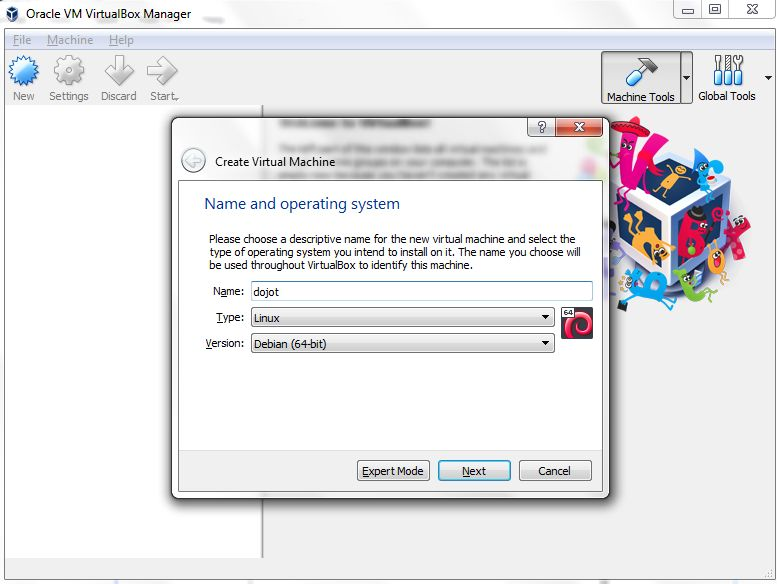 Oracle VM VirtualBox Manager
File Machine Help
New Settings Discard Start
Machine Tools Global Tools
Welcome to VirtualBox!
?
Create Virtual Machine
Name and operating system
Please choose a descriptive name for the new virtual machine and select the
type of operating system you intend to install on it. The name you choose will
be used throughout VirtualBox to identify this machine.
Name: dojot
Type: Linux
64
Version: Debian (64-bit)
Expert Mode Next Cancel